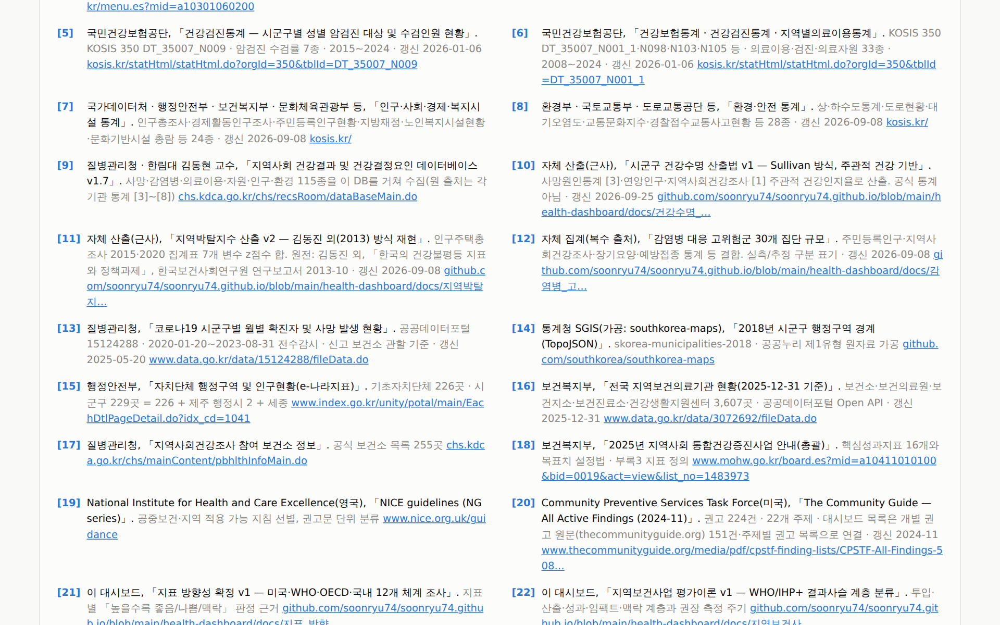 kr/menu.es?mid=a10301060200
[5] 국민건강보험공단, 「건강검진통계 — 시군구별 성별 암검진 대상 및 수검인원 현황」.
KOSIS 350 DT_35007_N009 · 암검진 수검률 7종 · 2015~2024 · 갱신 2026-01-06
kosis.kr/statHtml/statHtml.do?orgId=350&tblId=DT_35007_N009
[6] 국민건강보험공단, 「건강보험통계 · 건강검진통계 · 지역별의료이용통계」. KOSIS 350
DT_35007_N001_1·N098·N103·N105 등 · 의료이용·검진·의료자원 33종 ·
2008~2024 · 갱신 2026-01-06 kosis.kr/statHtml/statHtml.do?orgId=350&tblId
=DT_35007_N001_1
[7] 국가데이터처 · 행정안전부 · 보건복지부 · 문화체육관광부 등, 「인구·사회·경제·복지시
설 통계」. 인구총조사·경제활동인구조사·주민등록인구현황·지방재정·노인복지시설현황
·문화기반시설 총람 등 24종 · 갱신 2026-09-08 kosis.kr/
[8] 환경부 · 국토교통부 · 도로교통공단 등, 「환경·안전 통계」. 상·하수도통계·도로현황·대
기오염도·교통문화지수·경찰접수교통사고현황 등 28종 · 갱신 2026-09-08 kosis.kr/
[9] 질병관리청 · 한림대 김동현 교수, 「지역사회 건강결과 및 건강결정요인 데이터베이스
v1.7」. 사망·감염병·의료이용·자원·인구·환경 115종을 이 DB를 거쳐 수집(원 출처는 각
기관 통계 [3]~[8]) chs.kdca.go.kr/chs/recsRoom/dataBaseMain.do
[10] 자체 산출(근사), 「시군구 건강수명 산출법 v1 — Sullivan 방식, 주관적 건강 기반」.
사망원인통계 [3]·연앙인구·지역사회건강조사 [1] 주관적 건강인지율로 산출. 공식 통계
아님 · 갱신 2026-09-25 github.com/soonryu74/soonryu74.github.io/blob/main/h
ealth-dashboard/docs/건강수명_…
[11] 자체 산출(근사), 「지역박탈지수 산출 v2 — 김동진 외(2013) 방식 재현」. 인구주택총
조사 2015·2020 집계표 7개 변수 z점수 합. 원전: 김동진 외, 「한국의 건강불평등 지표
와 정책과제」, 한국보건사회연구원 연구보고서 2013-10 · 갱신 2026-09-08 github.c
om/soonryu74/soonryu74.github.io/blob/main/health-dashboard/docs/지역박탈
지…
[12] 자체 집계(복수 출처), 「감염병 대응 고위험군 30개 집단 규모」. 주민등록인구·지역사
회건강조사·장기요양·예방접종 통계 등 결합. 실측/추정 구분 표기 · 갱신 2026-09-08 gi
thub.com/soonryu74/soonryu74.github.io/blob/main/health-dashboard/docs/감
염병_고…
[13] 질병관리청, 「코로나19 시군구별 월별 확진자 및 사망 발생 현황」. 공공데이터포털
15124288 · 2020-01-20~2023-08-31 전수감시 · 신고 보건소 관할 기준 · 갱신
2025-05-20 www.data.go.kr/data/15124288/fileData.do
[14] 통계청 SGIS(가공: southkorea-maps), 「2018년 시군구 행정구역 경계
(TopoJSON)」. skorea-municipalities-2018 · 공공누리 제1유형 원자료 가공 github.
com/southkorea/southkorea-maps
[15] 행정안전부, 「자치단체 행정구역 및 인구현황(e-나라지표)」. 기초자치단체 226곳 · 시
군구 229곳 = 226 + 제주 행정시 2 + 세종 www.index.go.kr/unity/potal/main/Eac
hDtlPageDetail.do?idx_cd=1041
[16] 보건복지부, 「전국 지역보건의료기관 현황(2025-12-31 기준)」. 보건소·보건의료원·보
건지소·보건진료소·건강생활지원센터 3,607곳 · 공공데이터포털 Open API · 갱신
2025-12-31 www.data.go.kr/data/3072692/fileData.do
[17] 질병관리청, 「지역사회건강조사 참여 보건소 정보」. 공식 보건소 목록 255곳 chs.kdc
a.go.kr/chs/mainContent/pbhlthInfoMain.do
[18] 보건복지부, 「2025년 지역사회 통합건강증진사업 안내(총괄)」. 핵심성과지표 16개와
목표치 설정법 · 부록3 지표 정의 www.mohw.go.kr/board.es?mid=a10411010100
&bid=0019&act=view&list_no=1483973
[19] National Institute for Health and Care Excellence(영국), 「NICE guidelines (NG
series)」. 공중보건·지역 적용 가능 지침 선별, 권고문 단위 분류 www.nice.org.uk/gui
dance
[20] Community Preventive Services Task Force(미국), 「The Community Guide —
All Active Findings (2024-11)」. 권고 224건 · 22개 주제 · 대시보드 목록은 개별 권
고 원문(thecommunityguide.org) 151건·주제별 권고 목록으로 연결 · 갱신 2024-11
www.thecommunityguide.org/media/pdf/cpstf-finding-lists/CPSTF-All-Findings-5
08…
[21] 이 대시보드, 「지표 방향성 확정 v1 — 미국·WHO·OECD·국내 12개 체계 조사」. 지표
별 「높을수록 좋음/나쁨/맥락」 판정 근거 github.com/soonryu74/soonryu74.githu
b.io/blob/main/health-dashboard/docs/지표_방향
[22] 이 대시보드, 「지역보건사업 평가이론 v1 — WHO/IHP+ 결과사슬 계층 분류」. 투입·
산출·성과·임팩트·맥락 계층과 권장 측정 주기 github.com/soonryu74/soonryu74.git
hub.io/blob/main/health-dashboard/docs/지역보건사